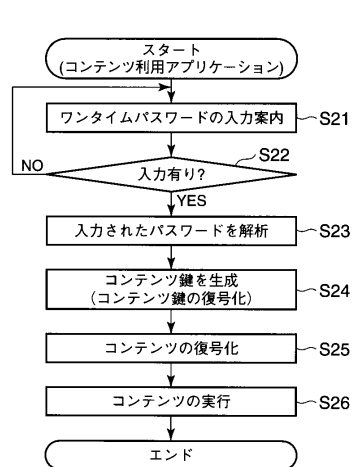 スタート
(コンテンツ利用アプリケーション)
ワンタイムパスワードの入力案内
S21
S22
入力有り?
NO
YES
入力されたパスワードを解析
S23
コンテンツ鍵を生成
(コンテンツ鍵の復号化)
S24
コンテンツの復号化
S25
コンテンツの実行
S26
エンド